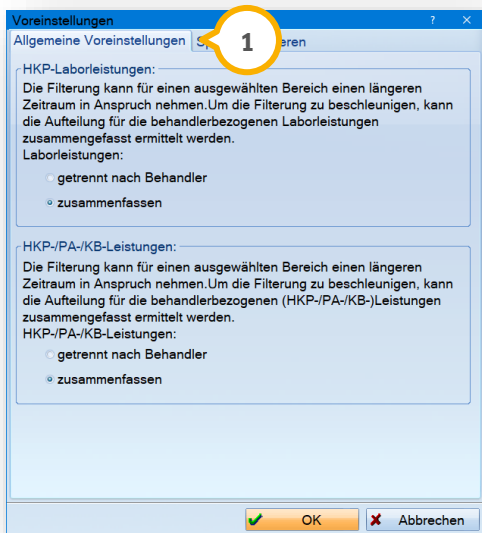 Voreinstellungen ? ×
Allgemeine Voreinstellungen
1
HKP-Laborleistungen:
Die Filterung kann für einen ausgewählten Bereich einen längeren
Zeitraum in Anspruch nehmen.Um die Filterung zu beschleunigen, kann
die Aufteilung für die behandlerbezogenen Laborleistungen
zusammengefasst ermittelt werden.
Laborleistungen:
getrennt nach Behandler
zusammenfassen
HKP-/PA-/KB-Leistungen:
Die Filterung kann für einen ausgewählten Bereich einen längeren
Zeitraum in Anspruch nehmen.Um die Filterung zu beschleunigen, kann
die Aufteilung für die behandlerbezogenen (HKP-/PA-/KB-)Leistungen
zusammengefasst ermittelt werden.
HKP-/PA-/KB-Leistungen:
getrennt nach Behandler
zusammenfassen
OK Abbrechen